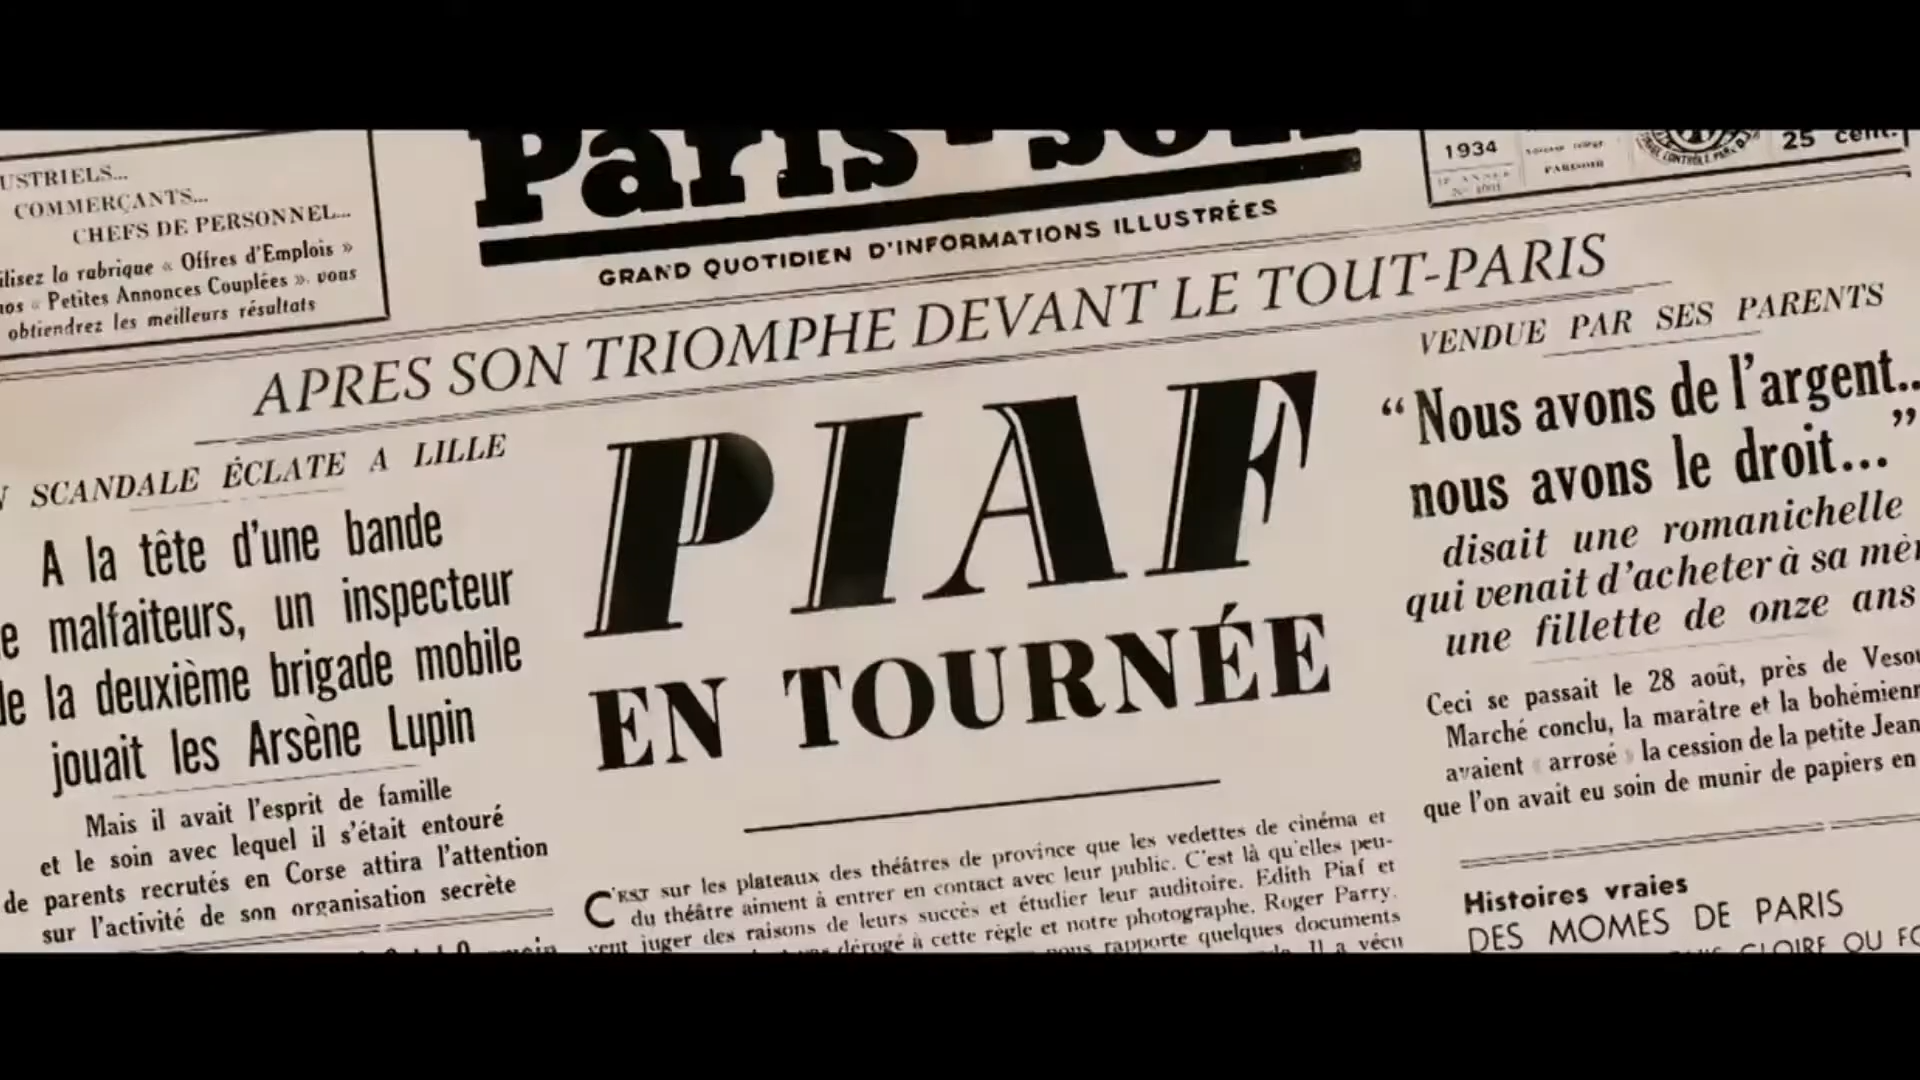 Paris-soir
GRAND QUOTIDIEN D'INFORMATIONS ILLUSTRÉES
USTRIELS...
COMMERÇANTS...
CHEFS DE PERSONNEL...
ilisez la rubrique « Offres d'Emplois »
nos « Petites Annonces Couplées ». vous
obtiendrez les meilleurs résultats
1934
25 cent.
APRES SON TRIOMPHE DEVANT LE TOUT-PARIS
N SCANDALE ÉCLATE A LILLE
A la tête d'une bande
e malfaiteurs, un inspecteur
de la deuxième brigade mobile
jouait les Arsène Lupin
Mais il avait l'esprit de famille
et le soin avec lequel il s'était entouré
de parents recrutés en Corse attira l'attention
sur l'activité de son organisation secrète
PIAF
EN TOURNÉE
C'EST sur les plateaux des théâtres de province que les vedettes de cinéma et
du théâtre aiment à entrer en contact avec leur public. C'est là qu'elles peu-
vent juger des raisons de leurs succès et étudier leur auditoire. Edith Piaf et
dérogé à cette règle et notre photographe, Roger Parry,
nous rapporte quelques documents
Il a vécu
VENDUE PAR SES PARENTS
“ Nous avons de l'argent...
nous avons le droit... ”
disait une romanichelle
qui venait d'acheter à sa mèr
une fillette de onze ans
Ceci se passait le 28 août, près de Vesou
Marché conclu, la marâtre et la bohémienn
avaient « arrosé » la cession de la petite Jean
que l'on avait eu soin de munir de papiers en
Histoires vraies
DES MOMES DE PARIS
GLOIRE OU FO